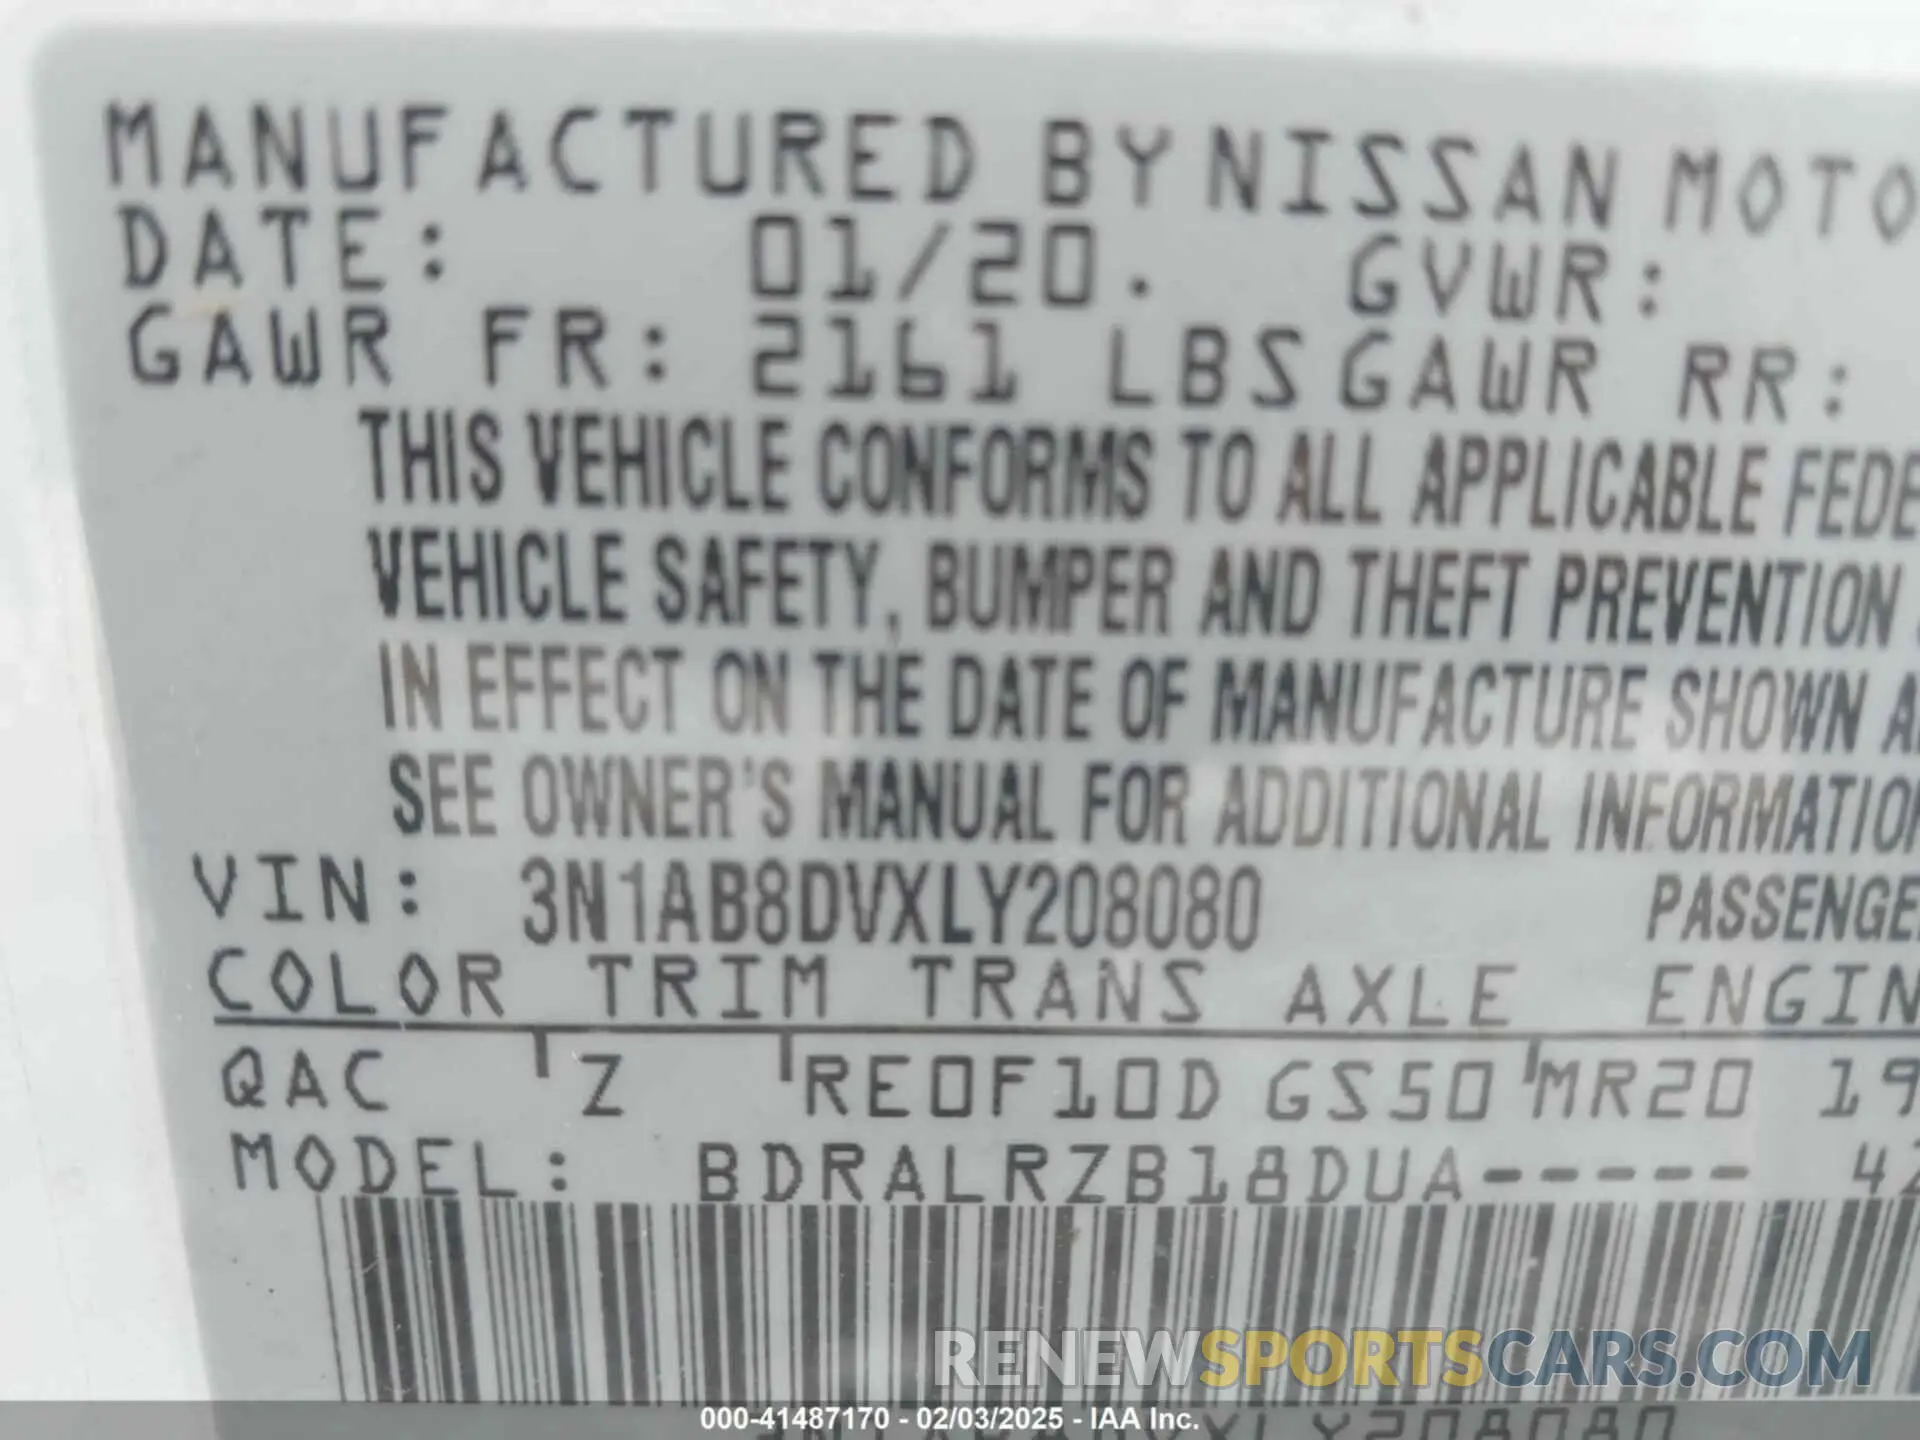 MANUFACTURED BY NISSAN MOTO
DATE: 01/20. GVWR:
GAWR FR: 2161 LBS GAWR RR:
THIS VEHICLE CONFORMS TO ALL APPLICABLE FEDE
VEHICLE SAFETY, BUMPER AND THEFT PREVENTION
IN EFFECT ON THE DATE OF MANUFACTURE SHOWN A
SEE OWNER'S MANUAL FOR ADDITIONAL INFORMATIO
VIN: 3N1AB8DVXLY208080 PASSENGE
COLOR TRIM TRANS AXLE ENGIN
QAC Z RE0F10D GS50 MR20 19
MODEL: BDRALRZB18DUA----- 42
RENEWSPORTSCARS.COM
000-41487170 - 02/03/2025 - IAA Inc.
3N1AB8DVXLY208080